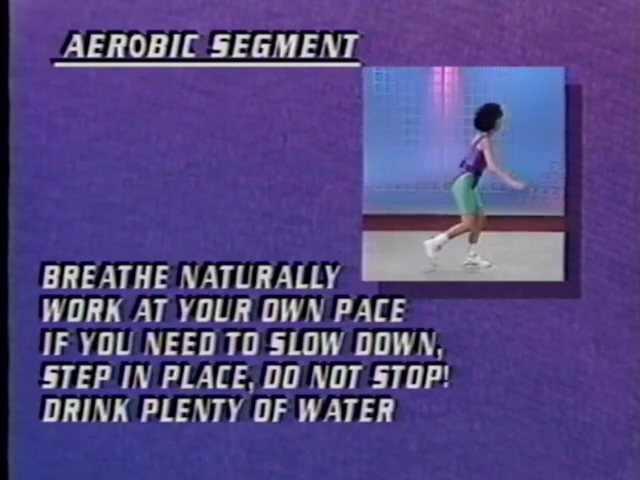 AEROBIC SEGMENT
BREATHE NATURALLY
WORK AT YOUR OWN PACE
IF YOU NEED TO SLOW DOWN,
STEP IN PLACE, DO NOT STOP!
DRINK PLENTY OF WATER